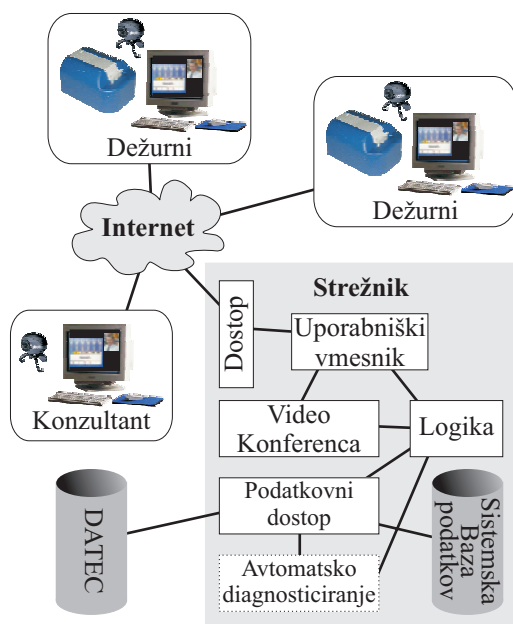 Dežurni
Dežurni
Internet
Strežnik
Dostop
Uporabniški
vmesnik
Konzultant
Video
Konferenca
Logika
DATEC
Podatkovni
dostop
Sistemska
Baza
podatkov
Avtomatsko
diagnosticiranje